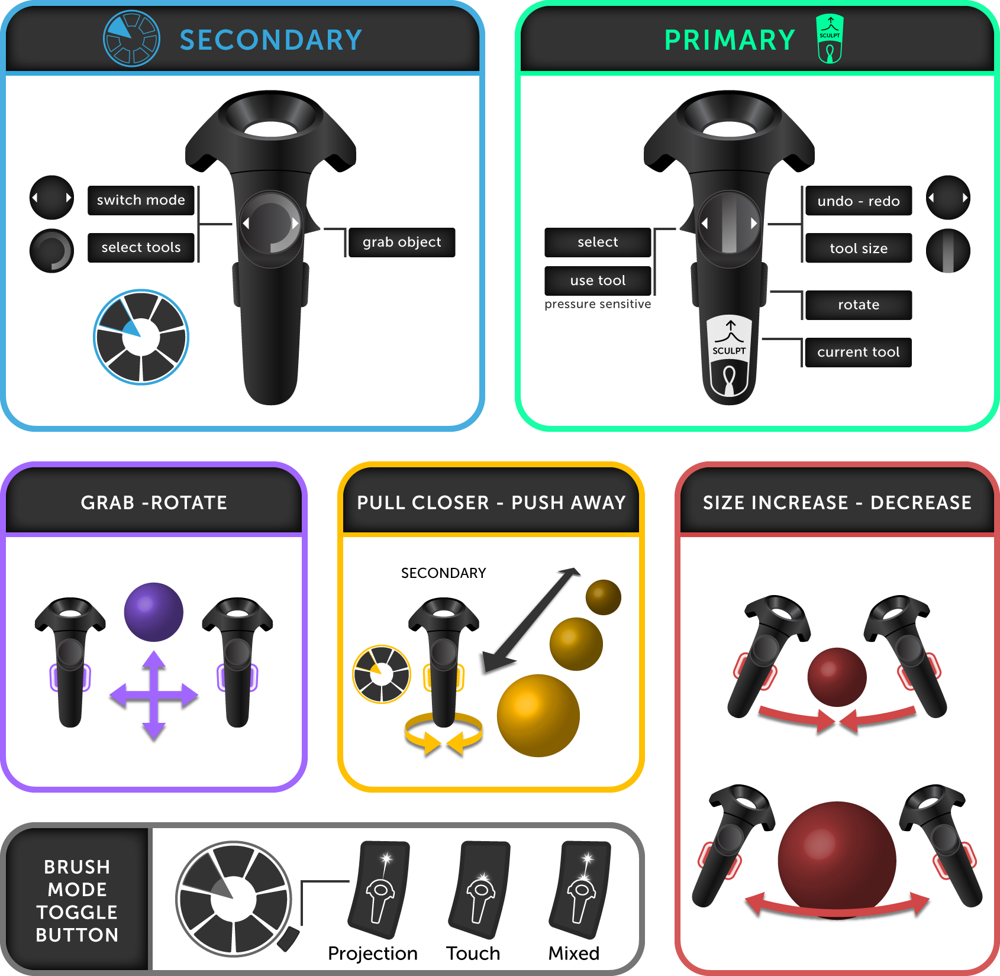 SECONDARY
switch mode
select tools
grab object
PRIMARY
SCULPT
select
use tool
pressure sensitive
undo - redo
tool size
rotate
current tool
SCULPT
GRAB -ROTATE
PULL CLOSER - PUSH AWAY
SECONDARY
SIZE INCREASE - DECREASE
BRUSH
MODE
TOGGLE
BUTTON
Projection
Touch
Mixed